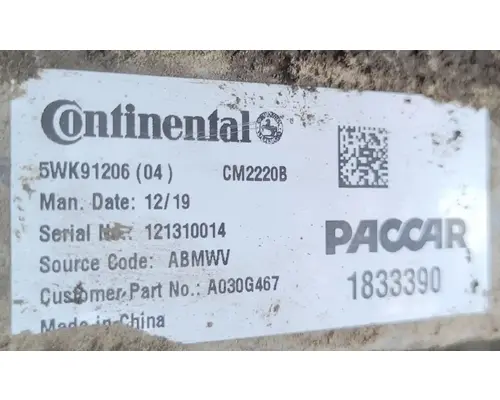 Continental
5WK91206 (04 ) CM2220B
Man. Date: 12/19
Serial No.: 121310014
Source Code: ABMWV
Customer Part No.: A030G467
Made in China
PACCAR
1833390